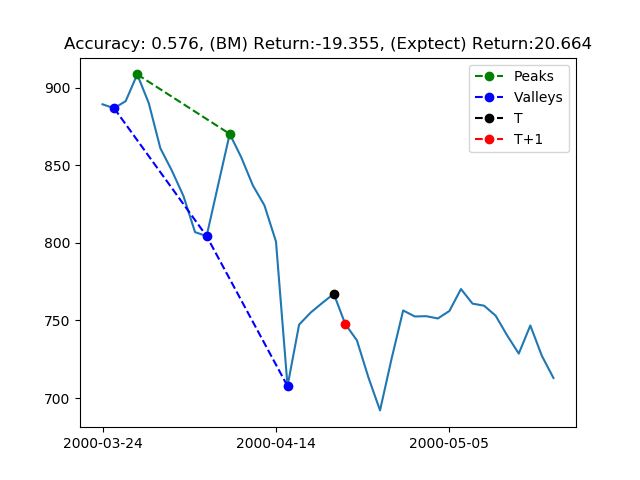 Accuracy: 0.576, (BM) Return:-19.355, (Exptect) Return:20.664
Peaks
Valleys
T
T+1
900
850
800
750
700
2000-03-24 2000-04-14 2000-05-05